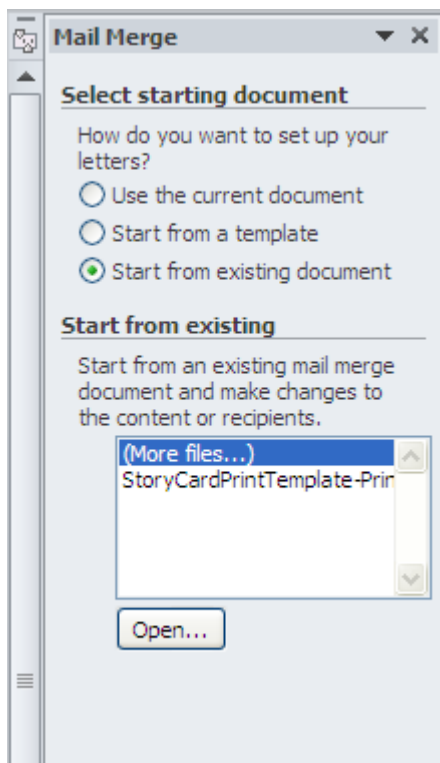 Mail Merge
Select starting document
How do you want to set up your
letters?
Use the current document
Start from a template
Start from existing document
Start from existing
Start from an existing mail merge
document and make changes to
the content or recipients.
(More files...)
StoryCardPrintTemplate-Prin
Open...